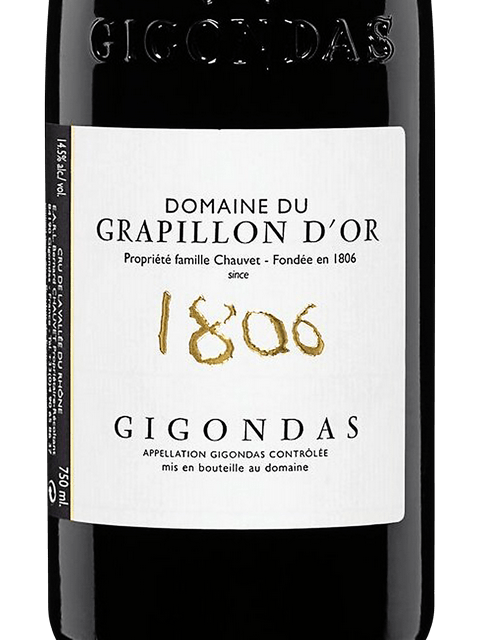 GIGONDAS
DOMAINE DU
GRAPILLON D'OR
Propriété famille Chauvet - Fondée en 1806
since
1806
GIGONDAS
APPELLATION GIGONDAS CONTRÔLÉE
mis en bouteille au domaine
14.5% alc/ vol.
750 ml.
CRU DE LA VALLÉE DU RHÔNE